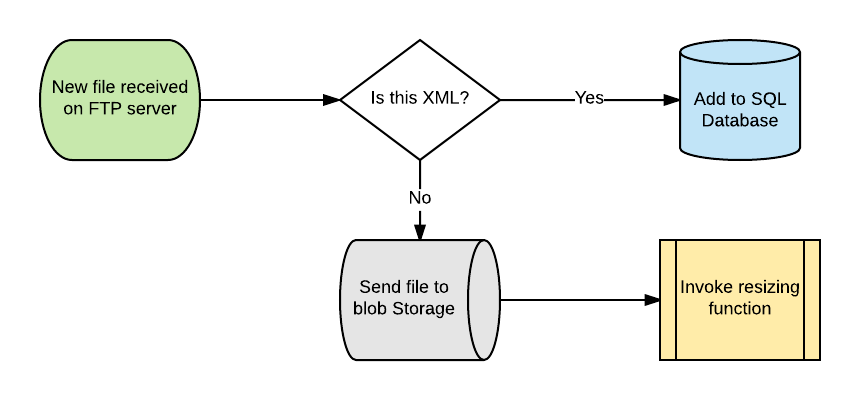 New file received
on FTP server
Is this XML?
Yes
Add to SQL
Database
No
Send file to
blob Storage
Invoke resizing
function